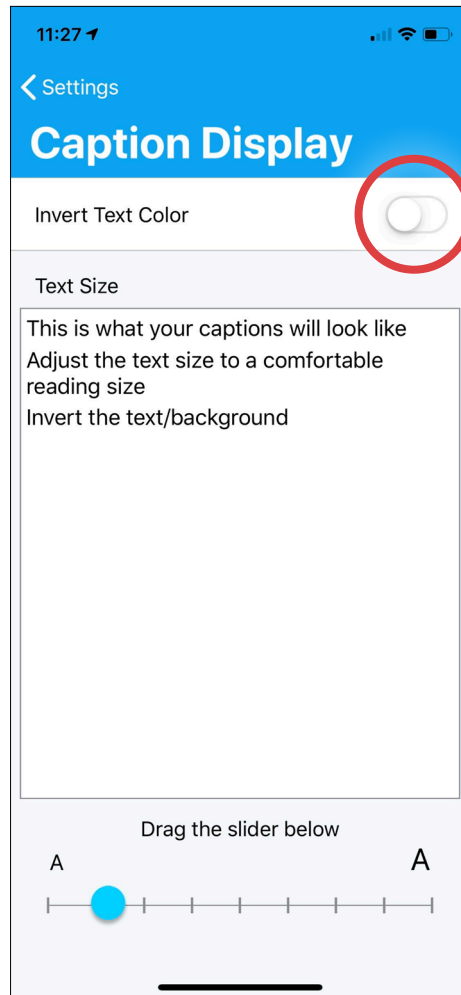 11:27
Settings
Caption Display
Invert Text Color
Text Size
This is what your captions will look like
Adjust the text size to a comfortable
reading size
Invert the text/background
Drag the slider below
A A